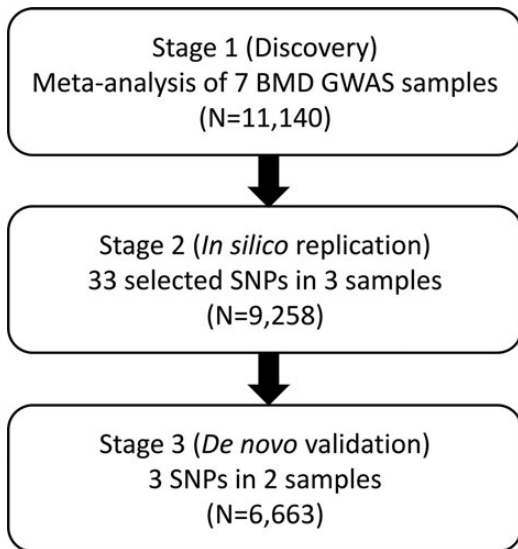 Stage 1 (Discovery)
Meta-analysis of 7 BMD GWAS samples
(N=11,140)
Stage 2 (In silico replication)
33 selected SNPs in 3 samples
(N=9,258)
Stage 3 (De novo validation)
3 SNPs in 2 samples
(N=6,663)